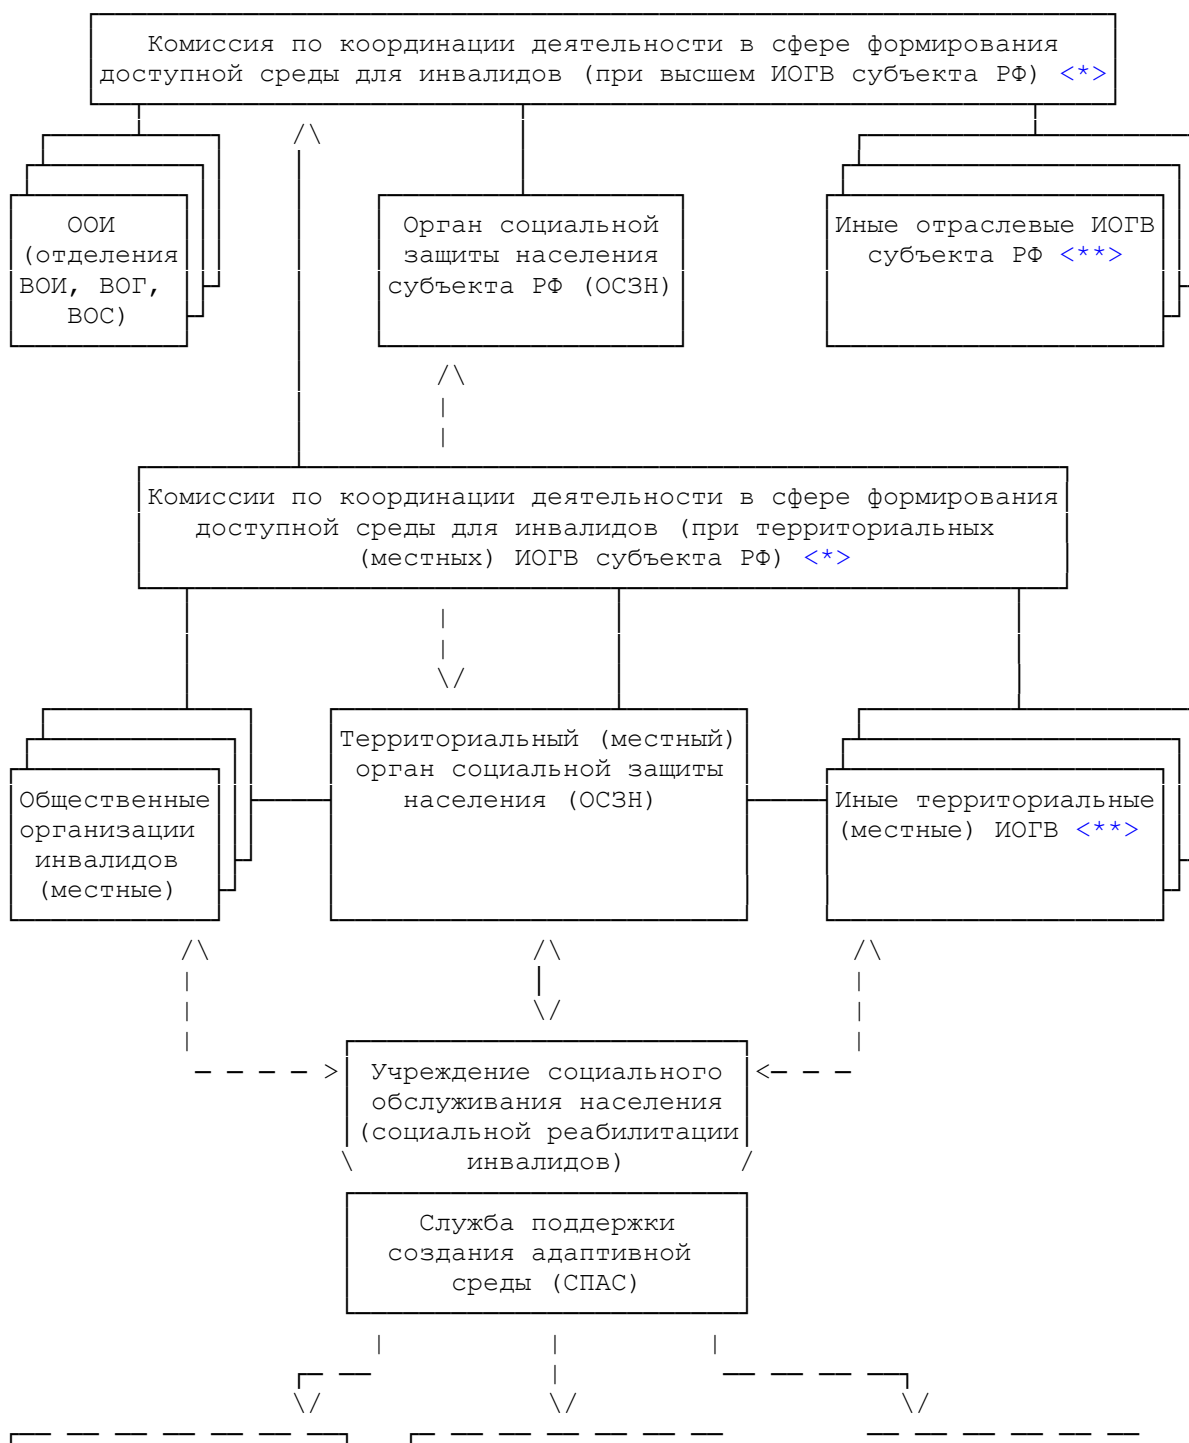 Комиссия по координации деятельности в сфере формирования
доступной среды для инвалидов (при высшем ИОГВ субъекта РФ) <*>
ООИ
(отделения
ВОИ, ВОГ,
ВОС)
Орган социальной
защиты населения
субъекта РФ (ОСЗН)
Иные отраслевые ИОГВ
субъекта РФ <**>
Комиссии по координации деятельности в сфере формирования
доступной среды для инвалидов (при территориальных
(местных) ИОГВ субъекта РФ) <*>
Общественные
организации
инвалидов
(местные)
Территориальный (местный)
орган социальной защиты
населения (ОСЗН)
Иные территориальные
(местные) ИОГВ <**>
Учреждение социального
обслуживания населения
(социальной реабилитации
инвалидов)
Служба поддержки
создания адаптивной
среды (СПАС)